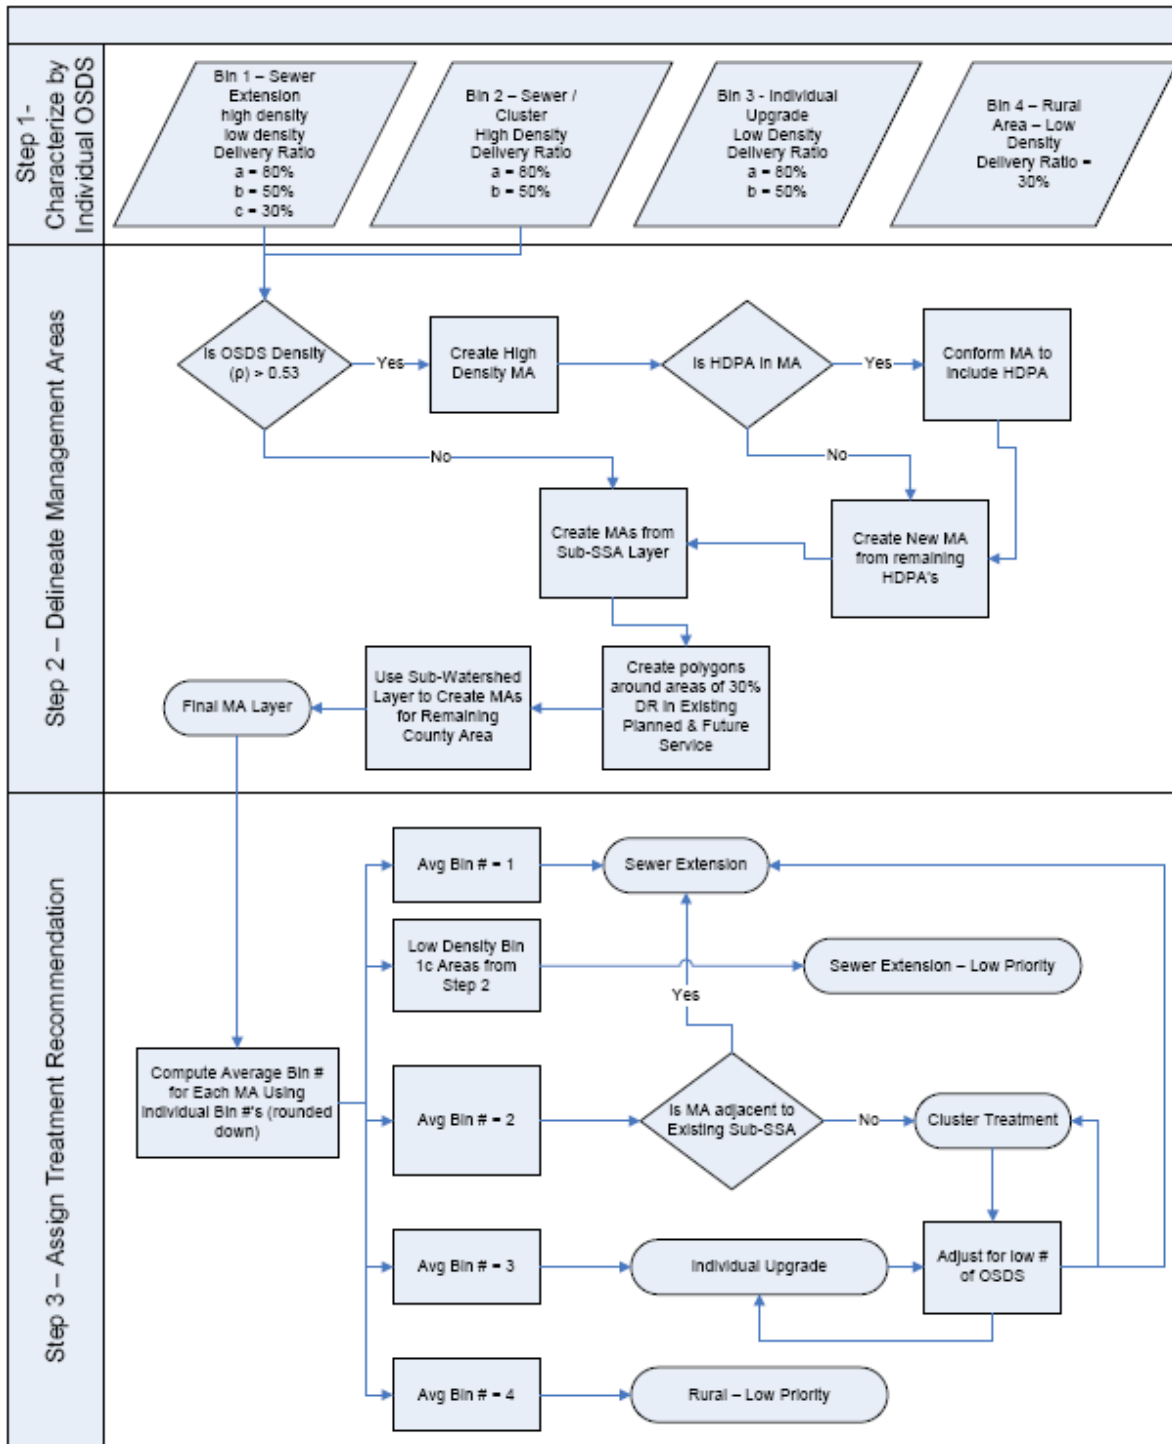 Step 1-
Characterize by
Individual OSDS
Bin 1 – Sewer
Extension
high density
low density
Delivery Ratio
a = 80%
b = 50%
c = 30%
Bin 2 – Sewer /
Cluster
High Density
Delivery Ratio
a = 80%
b = 50%
Bin 3 - Individual
Upgrade
Low Density
Delivery Ratio
a = 80%
b = 50%
Bin 4 – Rural
Area – Low
Density
Delivery Ratio =
30%
Step 2 – Delineate Management Areas
Is OSDS Density
(ρ) > 0.53
Yes
Create High
Density MA
Is HDPA in MA
Yes
Conform MA to
Include HDPA
No
No
Create MAs from
Sub-SSA Layer
Create New MA
from remaining
HDPA's
Final MA Layer
Use Sub-Watershed
Layer to Create MAs
for Remaining
County Area
Create polygons
around areas of 30%
DR in Existing
Planned & Future
Service
Step 3 – Assign Treatment Recommendation
Compute Average Bin #
for Each MA Using
Individual Bin #'s (rounded
down)
Avg Bin # = 1
Sewer Extension
Low Density Bin
1c Areas from
Step 2
Sewer Extension – Low Priority
Yes
Avg Bin # = 2
Is MA adjacent to
Existing Sub-SSA
No
Cluster Treatment
Avg Bin # = 3
Individual Upgrade
Adjust for low #
of OSDS
Avg Bin # = 4
Rural – Low Priority